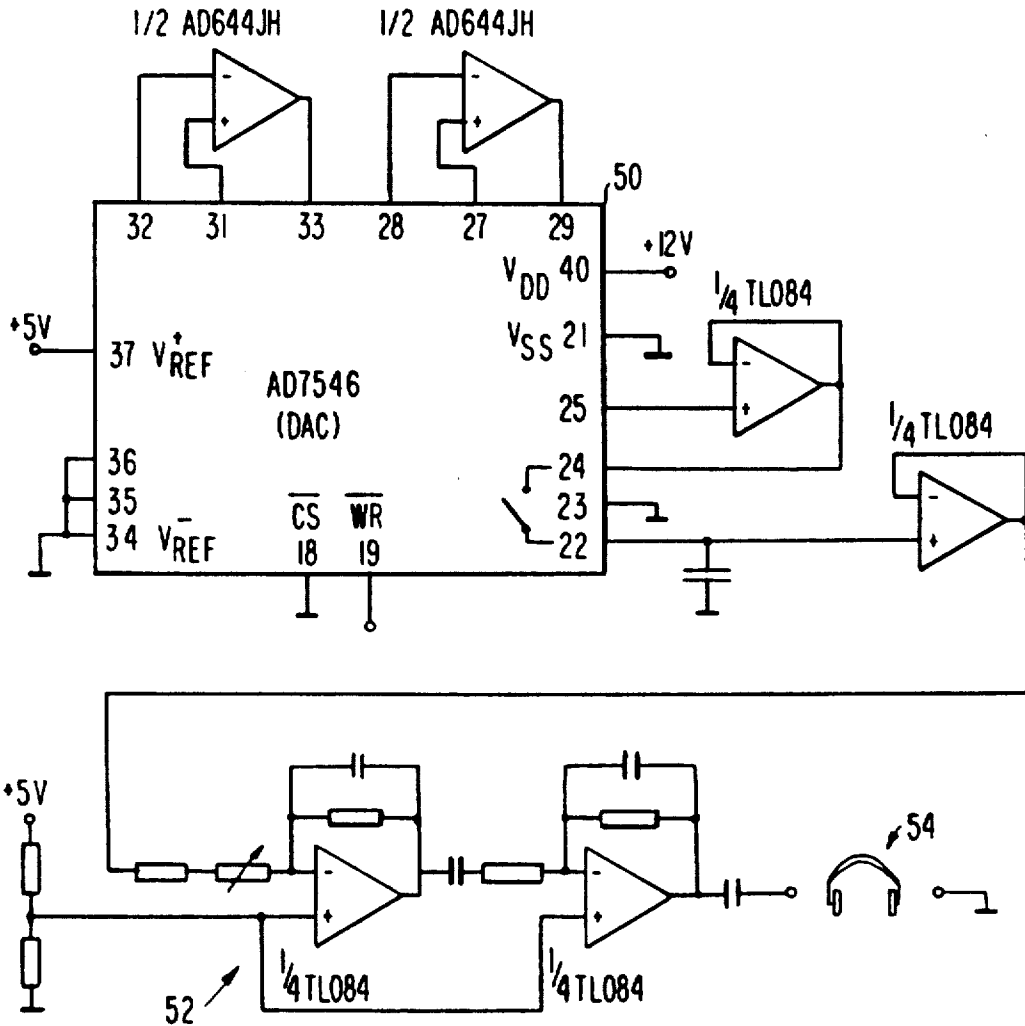 1/2 AD644JH
1/2 AD644JH
-
+
-
+
50
32 31 33 28 27 29
VDD 40
+12V
1/4 TL084
+5V
37 V+REF
VSS 21
AD7546
(DAC)
25
-
+
1/4 TL084
36
24
35
23
34 V-REF
CS WR
18 19
22
-
+
+5V
54
-
+
-
+
1/4 TL084
1/4 TL084
52